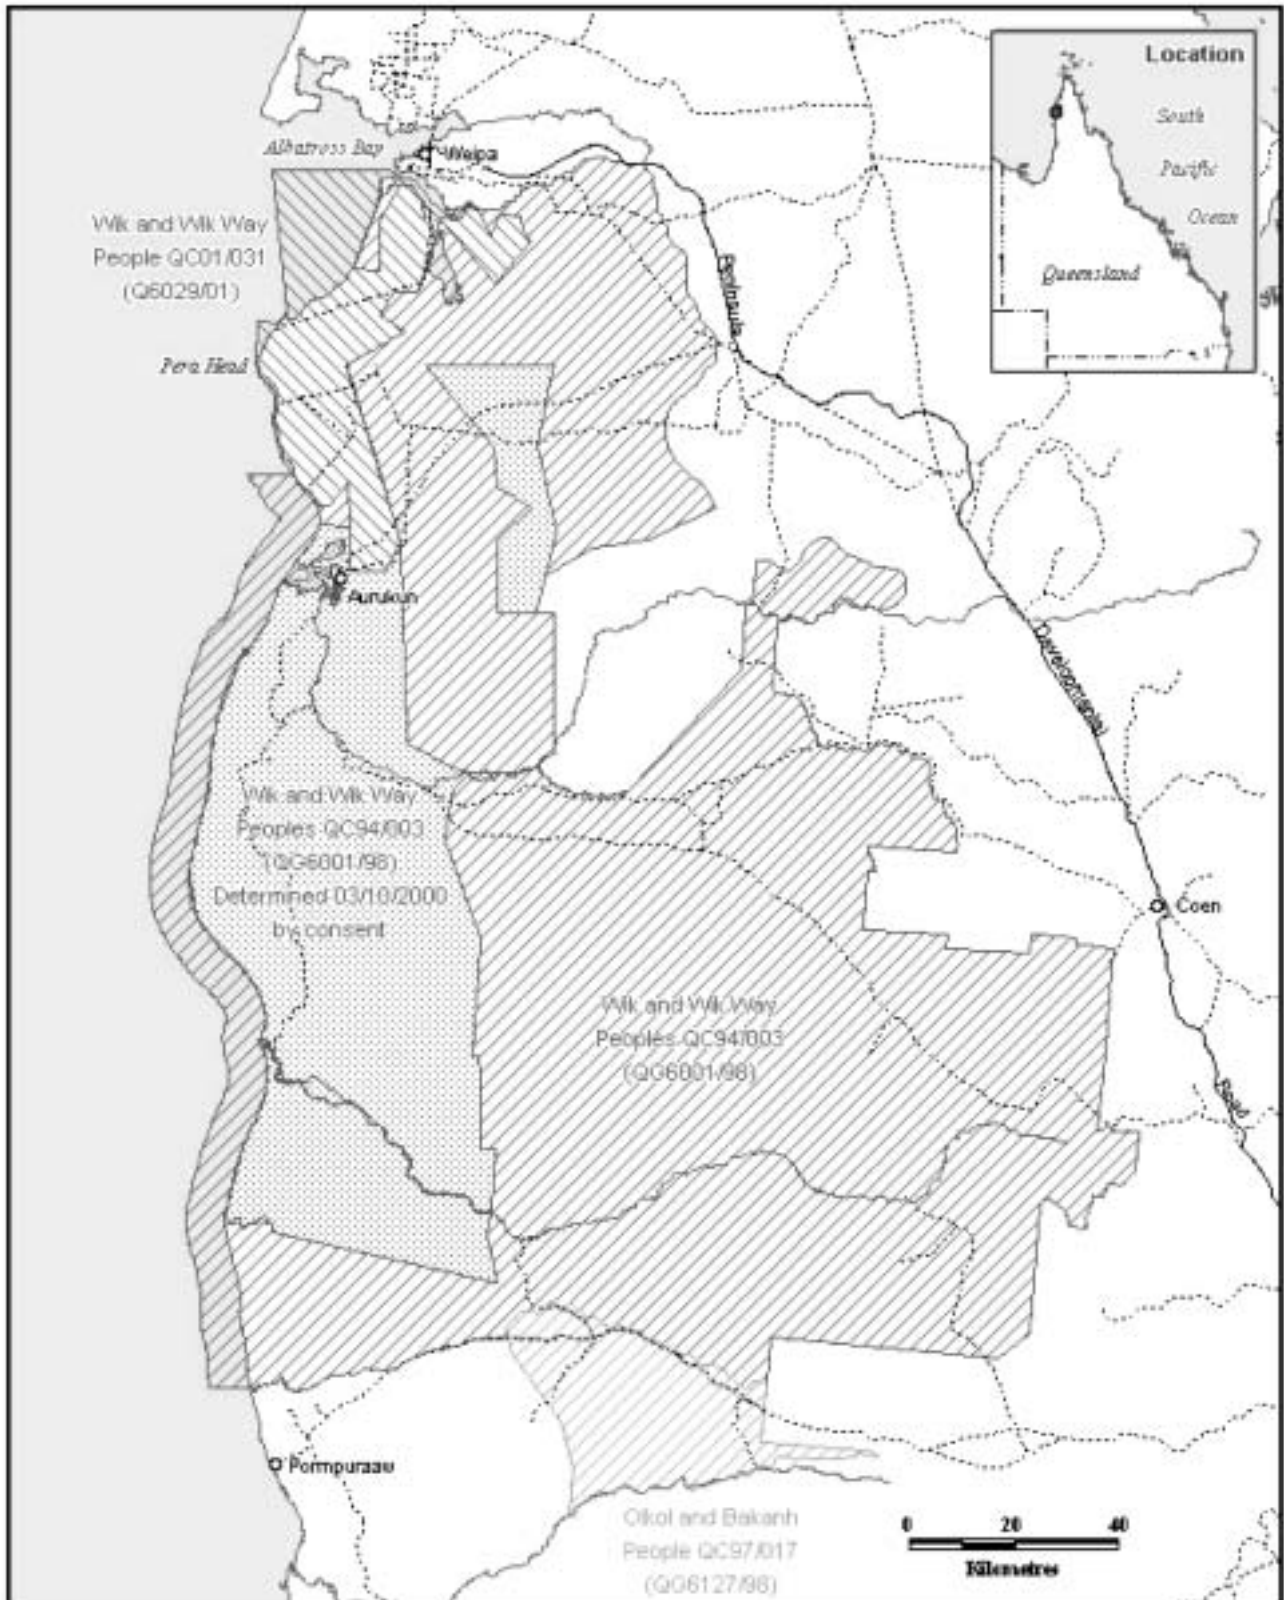 Location
South
Pacific
Ocean
Queensland
Albatross Bay
Weipa
Wik and Wik Way
People QC01/031
(Q6029/01)
Pera Head
Peninsula
Aurukun
Developmental
Wik and Wik Way
Peoples QC94/003
(QG6001/98)
Determined 03/10/2000
by consent
Coen
Wik and Wik Way
Peoples QC94/003
(QG6001/98)
Road
Pormpuraaw
Olkol and Bakanh
People QC97/017
(QG6127/98)
0 20 40
Kilometres